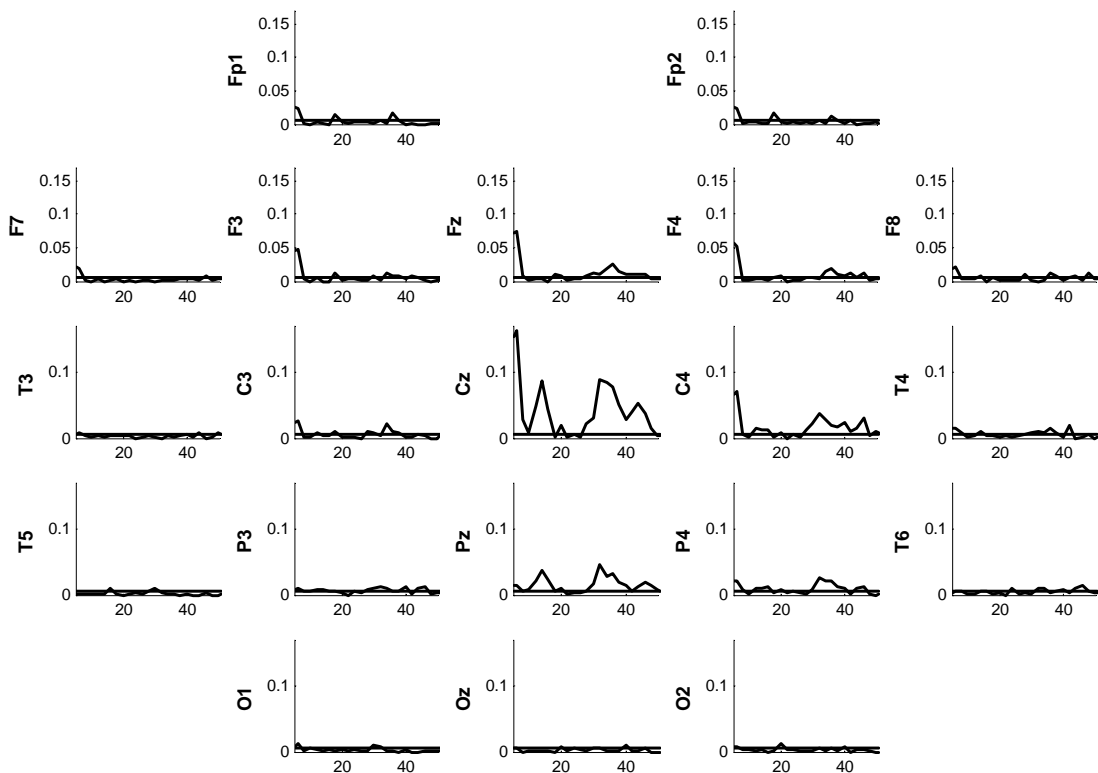 0.15 0.15
0.1 0.1
Fp1 0.05 Fp2 0.05
0 0
20 40 20 40
0.15 0.15 0.15 0.15 0.15
0.1 0.1 0.1 0.1 0.1
F7 0.05 F3 0.05 Fz 0.05 F4 0.05 F8 0.05
0 0 0 0 0
20 40 20 40 20 40 20 40 20 40
T3 0.1 C3 0.1 Cz 0.1 C4 0.1 T4 0.1
0 0 0 0 0
20 40 20 40 20 40 20 40 20 40
T5 0.1 P3 0.1 Pz 0.1 P4 0.1 T6 0.1
0 0 0 0 0
20 40 20 40 20 40 20 40 20 40
O1 0.1 Oz 0.1 O2 0.1
0 0 0
20 40 20 40 20 40